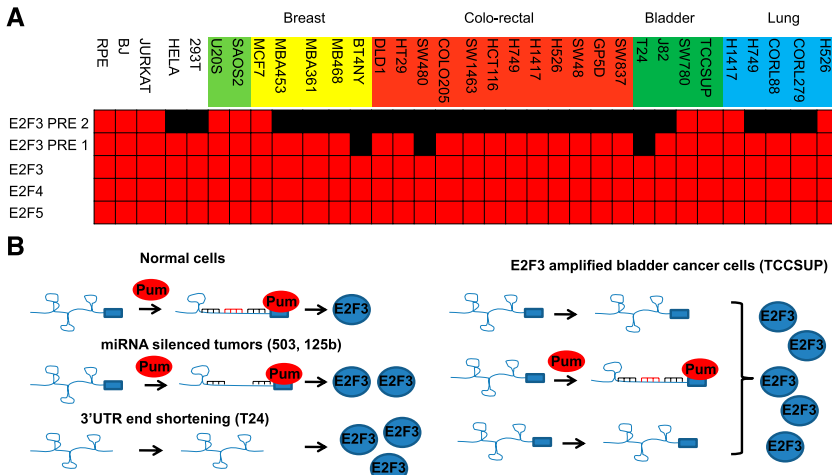 A
Breast
Colo-rectal
Bladder
Lung
RPE
BJ
JURKAT
HELA
293T
U20S
SAOS2
MCF7
MBA453
MBA361
MB468
BT4NY
DLD1
HT29
SW480
COLO205
SW1463
HCT116
H749
H1417
H526
SW48
GP5D
SW837
T24
J82
SW780
TCCSUP
H1417
H749
CORL88
CORL279
H526
E2F3 PRE 2
E2F3 PRE 1
E2F3
E2F4
E2F5
B
Normal cells
Pum
Pum
E2F3
miRNA silenced tumors (503, 125b)
Pum
Pum
E2F3
E2F3
3'UTR end shortening (T24)
E2F3
E2F3
E2F3
E2F3 amplified bladder cancer cells (TCCSUP)
Pum
Pum
E2F3
E2F3
E2F3
E2F3
E2F3